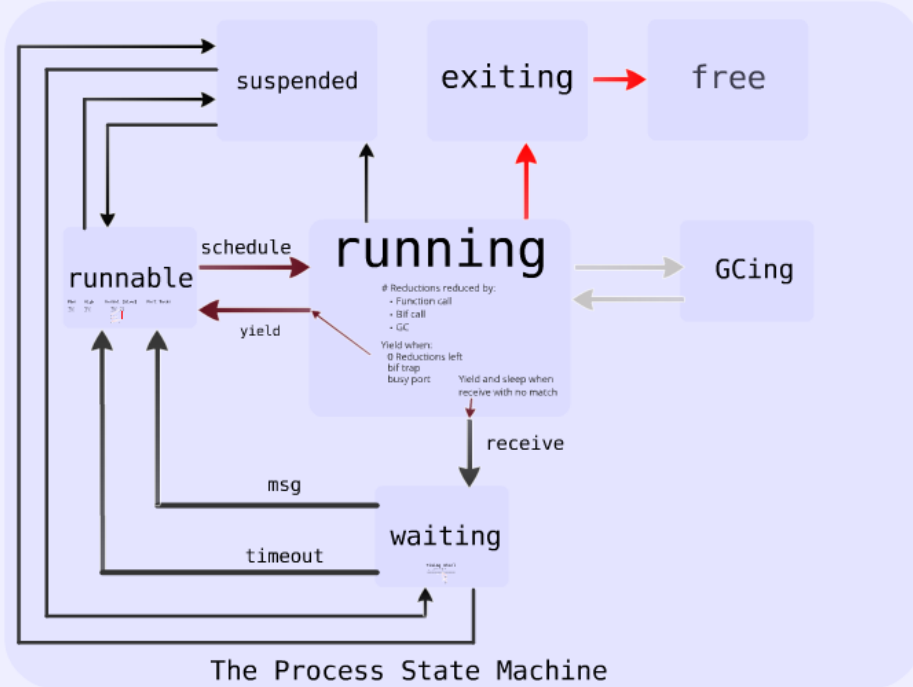 suspended
exiting
free
schedule
runnable
yield
running
# Reductions reduced by:
- Function call
- Bif call
- GC
Yield when:
0 Reductions left
bif trap
busy port
Yield and sleep when
receive with no match
GCing
receive
msg
timeout
waiting
The Process State Machine